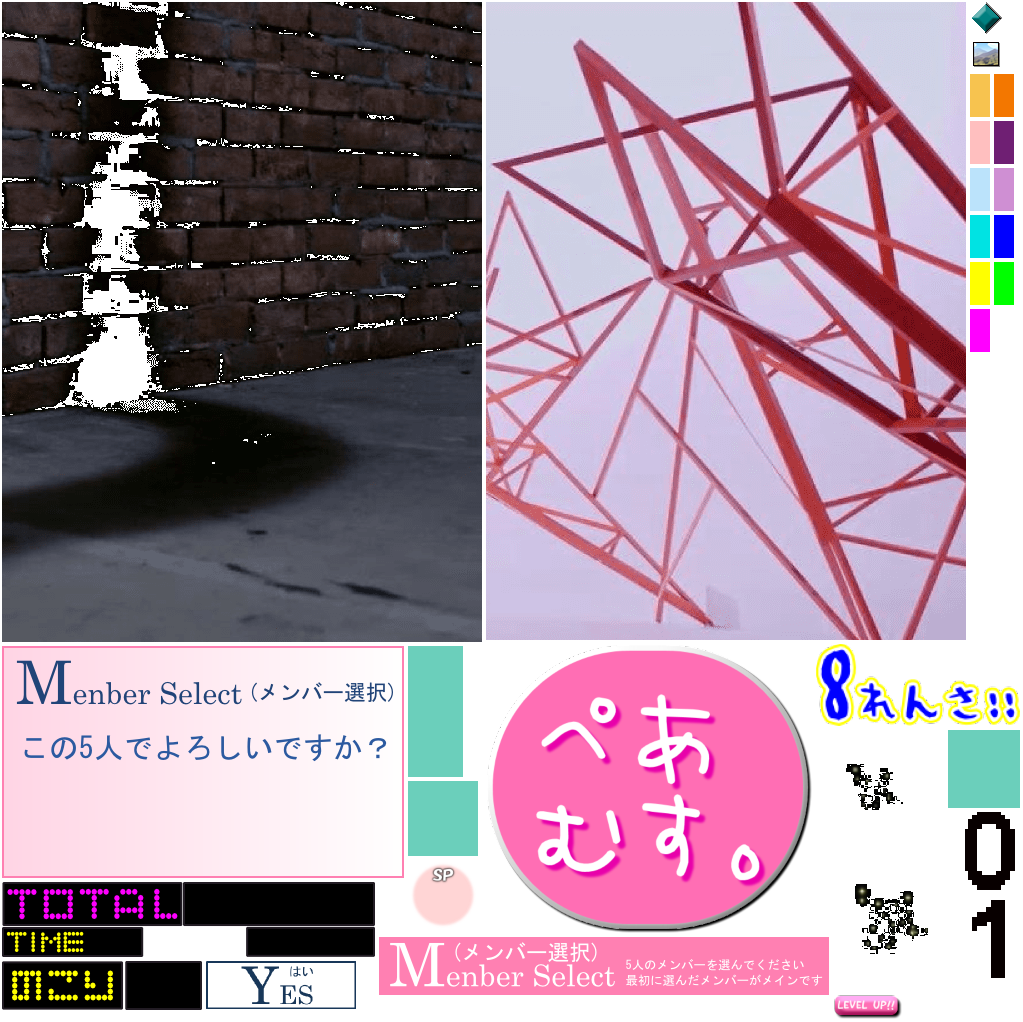 Menber Select (メンバー選択)
この5人でよろしいですか？
8れんさ!!
ぺあ
むす。
SP
0
1
TOTAL
TIME
YES
はい
Menber Select
(メンバー選択)
5人のメンバーを選んでください
最初に選んだメンバーがメインです
LEVEL UP!!